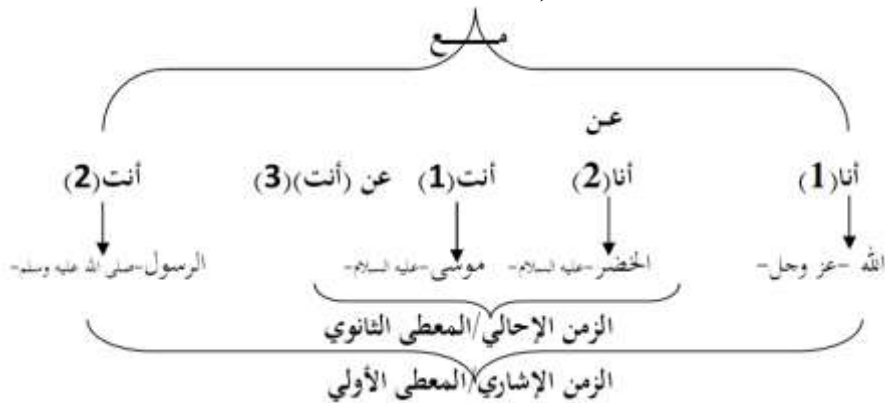 مـــع
عـن
أنا(1) أنا(2) أنت(1) عن (أنت)(3) أنت(2)
الله -عز وجل- الخضر-عليه السلام- موسى-عليه السلام- الرسول-صلى الله عليه وسلم-
الزمن الإحالي/المعطى الثانوي
الزمن الإشاري/المعطى الأولي